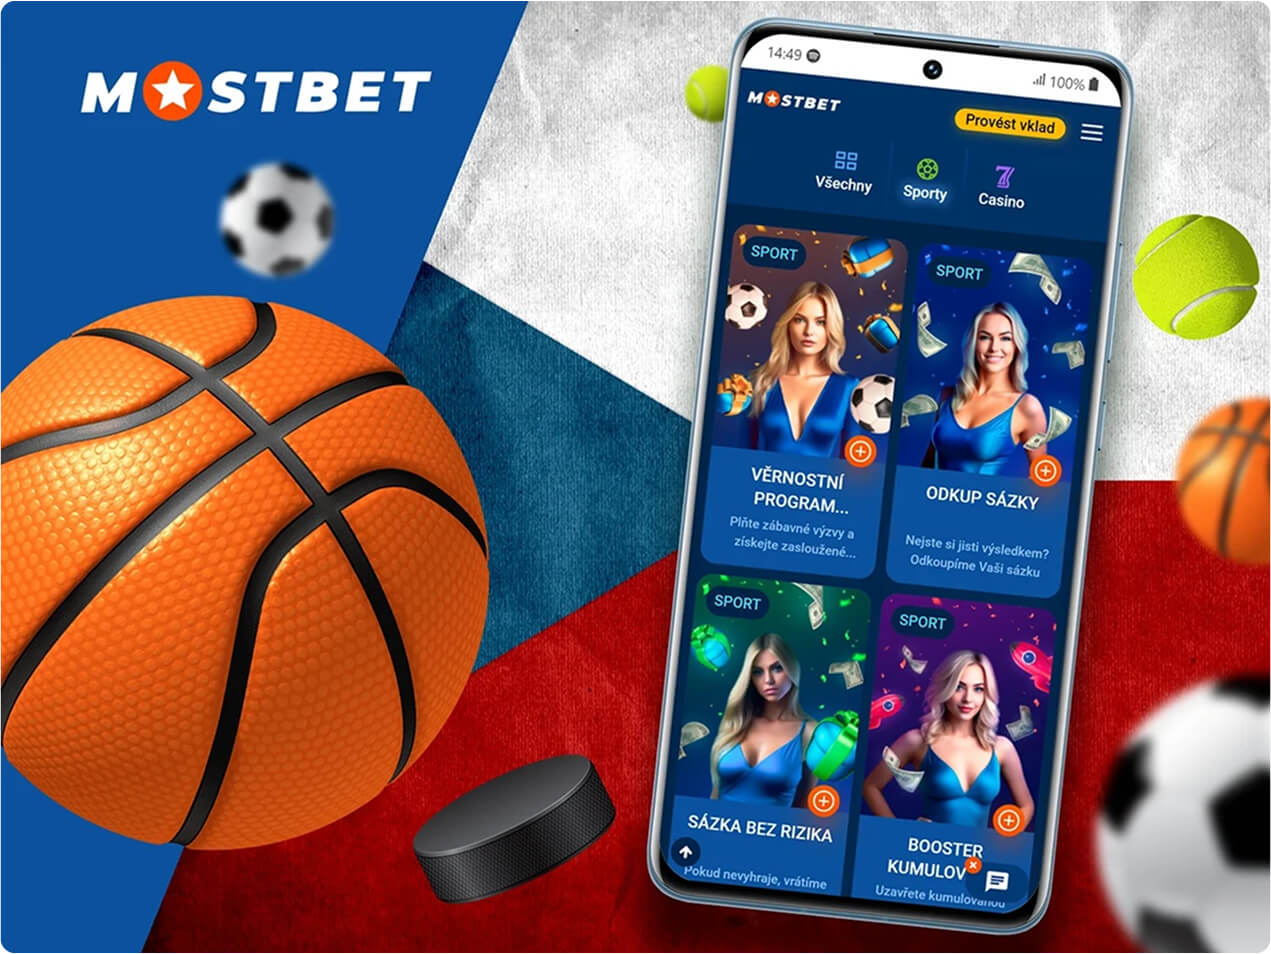 MOSTBET
14:49
100%
MOSTBET
Provést vklad
Všechny
Sporty
Casino
SPORT
VĚRNOSTNÍ
PROGRAM...
Plňte zábavné výzvy a
získejte zasloužené...
SPORT
ODKUP SÁZKY
Nejste si jisti výsledkem?
Odkoupíme Vaši sázku
SPORT
SÁZKA BEZ RIZIKA
Pokud nevyhraje, vrátíme
SPORT
BOOSTER
KUMULOV
Uzavřete kumulovanou